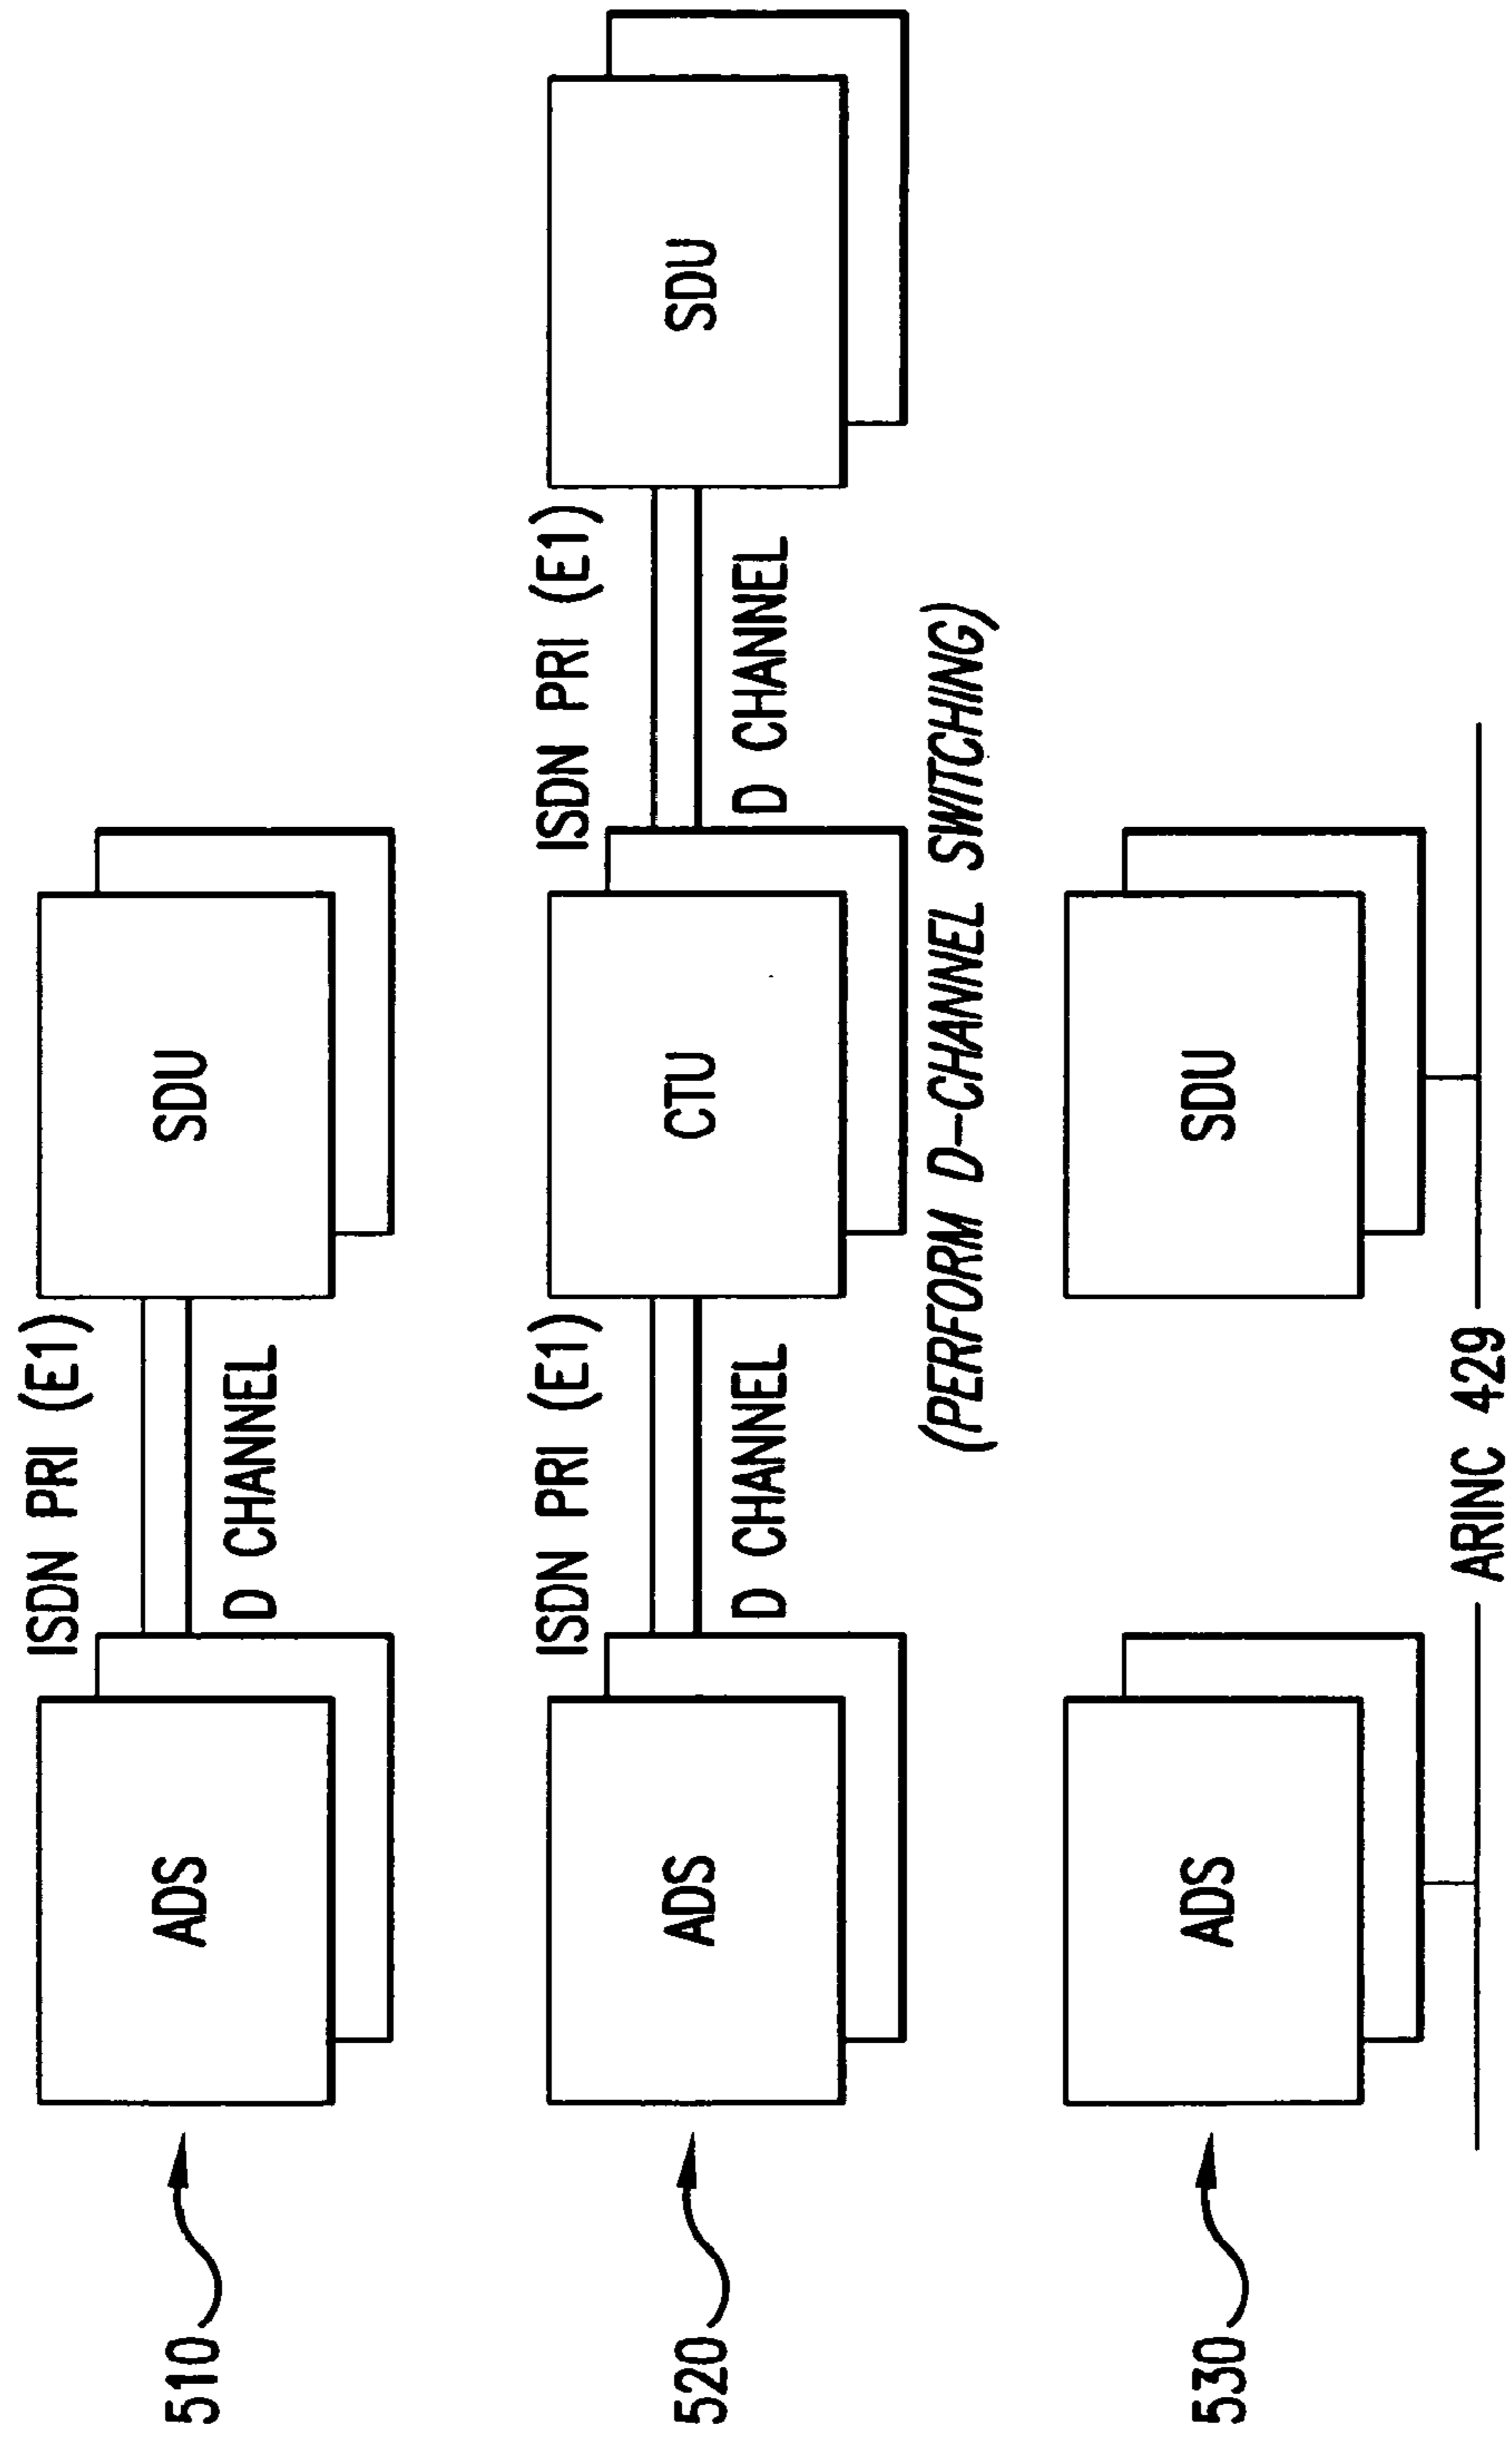 510
ADS
ISDN PRI (E1)
D CHANNEL
SDU
520
ADS
ISDN PRI (E1)
D CHANNEL
CTU
(PERFORM D-CHANNEL SWITCHING)
ISDN PRI (E1)
D CHANNEL
SDU
530
ADS
SDU
ARINC 429